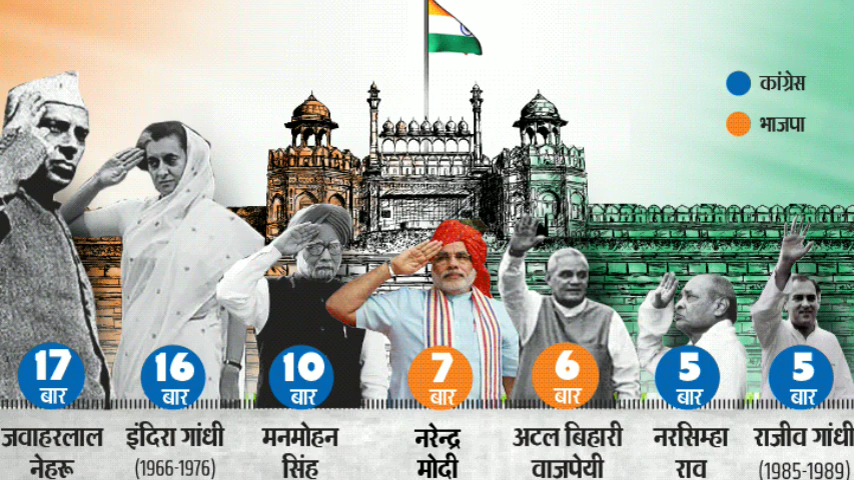 कांग्रेस
भाजपा
17 बार
16 बार
10 बार
7 बार
6 बार
5 बार
5 बार
जवाहरलाल नेहरू
इंदिरा गांधी
(1966-1976)
मनमोहन सिंह
नरेन्द्र मोदी
अटल बिहारी वाजपेयी
नरसिम्हा राव
राजीव गांधी
(1985-1989)